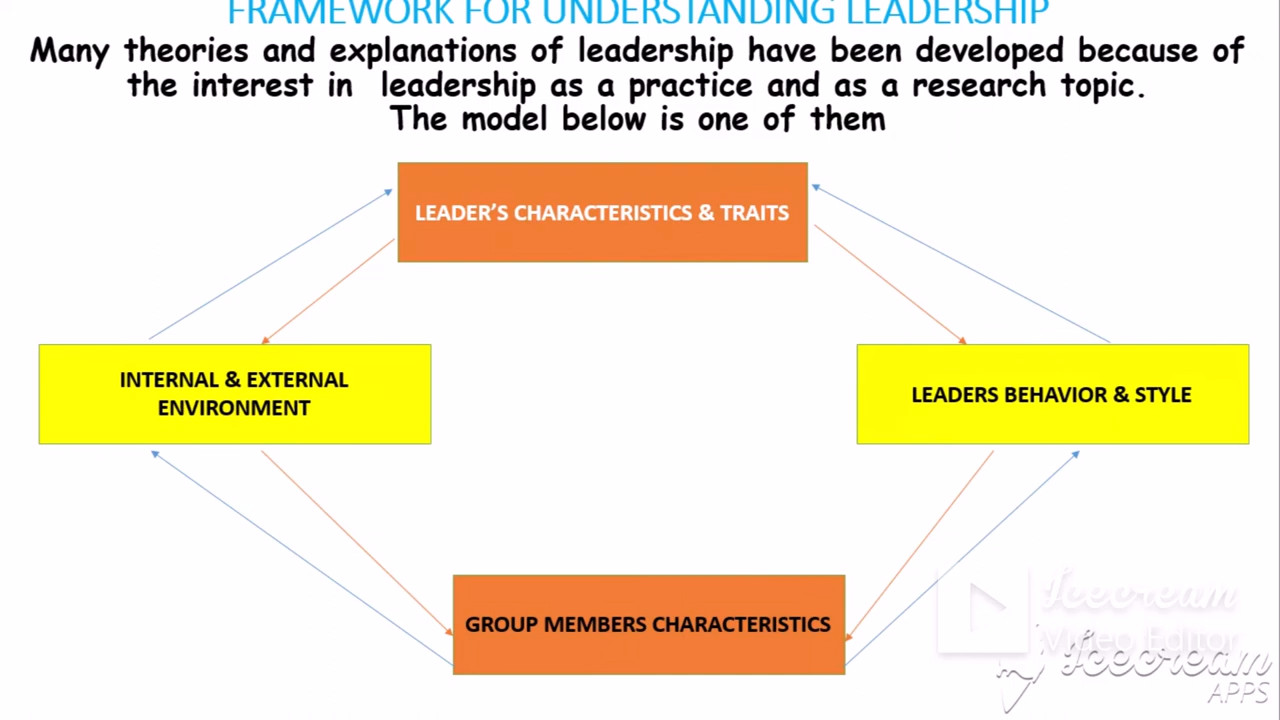 FRAMEWORK FOR UNDERSTANDING LEADERSHIP
Many theories and explanations of leadership have been developed because of
the interest in leadership as a practice and as a research topic.
The model below is one of them
LEADER’S CHARACTERISTICS & TRAITS
INTERNAL & EXTERNAL
ENVIRONMENT
LEADERS BEHAVIOR & STYLE
GROUP MEMBERS CHARACTERISTICS
Icecream
Video Editor
Icecream
APPS